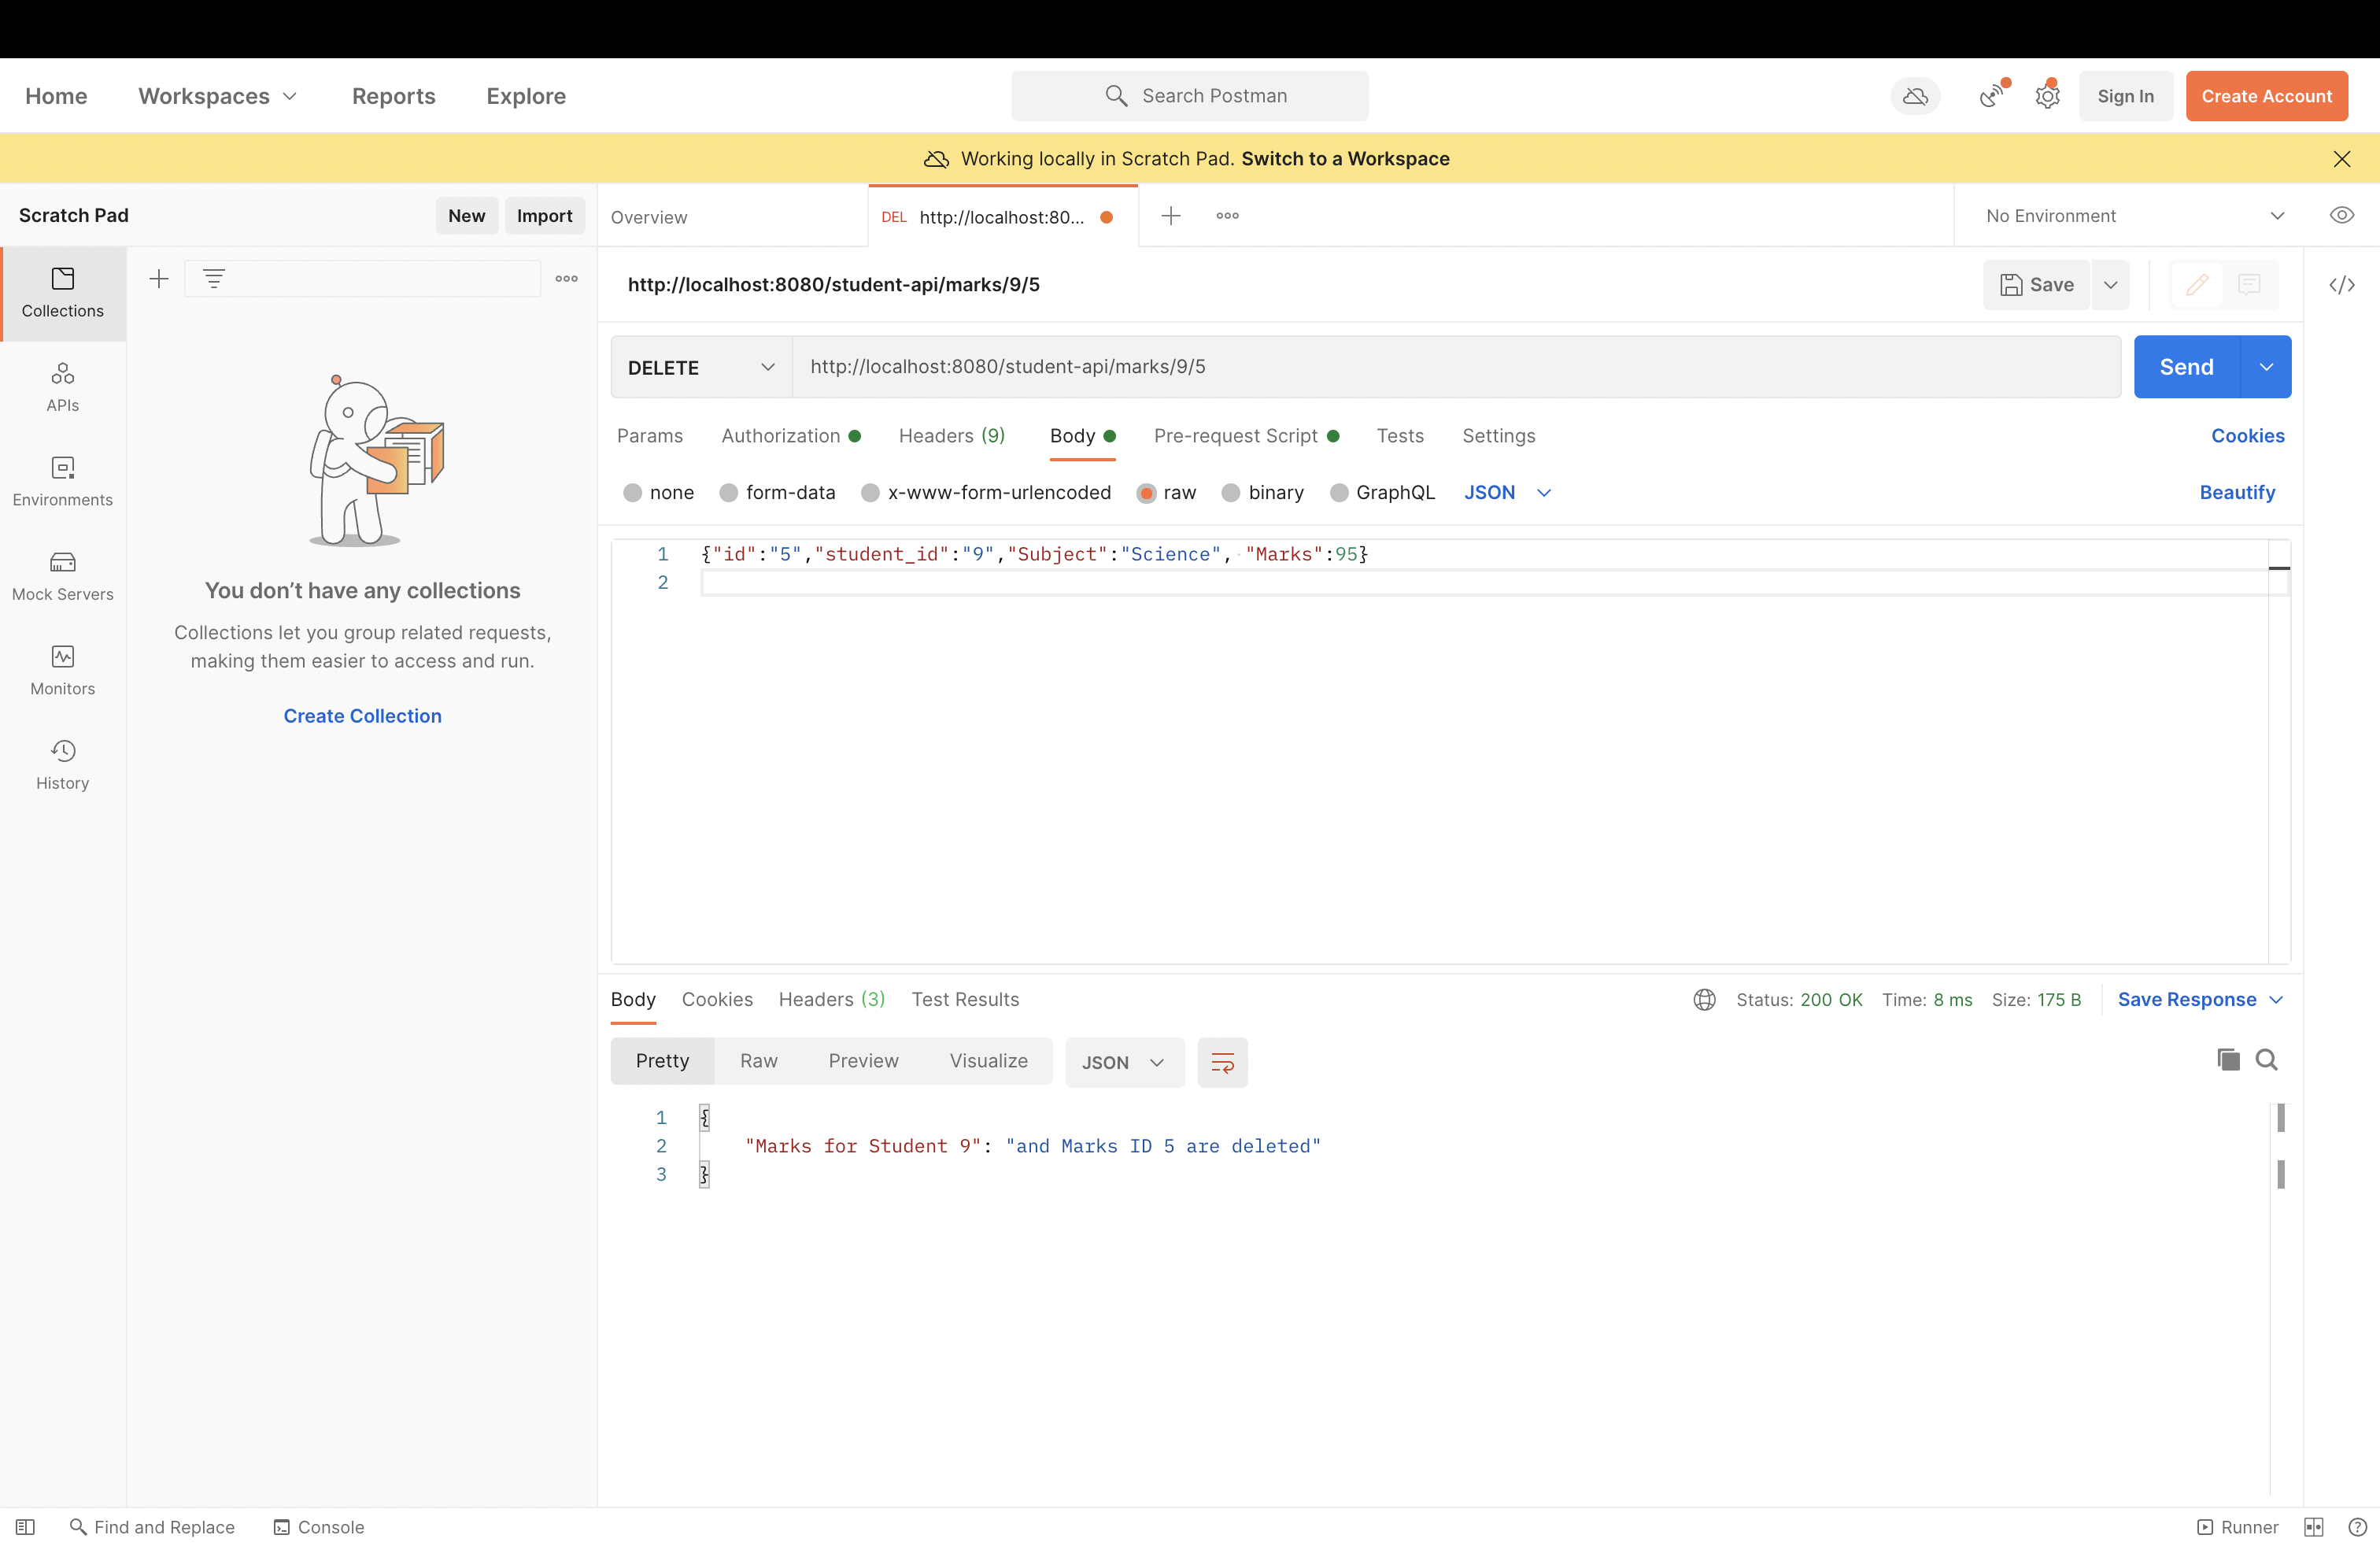 Home Workspaces Reports Explore Search Postman Sign In Create Account
Working locally in Scratch Pad. Switch to a Workspace
Scratch Pad New Import Overview DEL http://localhost:80... No Environment
Collections
APIs
Environments
Mock Servers
Monitors
History
You don’t have any collections
Collections let you group related requests,
making them easier to access and run.
Create Collection
http://localhost:8080/student-api/marks/9/5 Save
DELETE http://localhost:8080/student-api/marks/9/5 Send
Params Authorization Headers (9) Body Pre-request Script Tests Settings Cookies
none form-data x-www-form-urlencoded raw binary GraphQL JSON Beautify
1 {"id":"5","student_id":"9","Subject":"Science", "Marks":95}
2
Body Cookies Headers (3) Test Results Status: 200 OK Time: 8 ms Size: 175 B Save Response
Pretty Raw Preview Visualize JSON
1 {
2 "Marks for Student 9": "and Marks ID 5 are deleted"
3 }
Find and Replace Console Runner